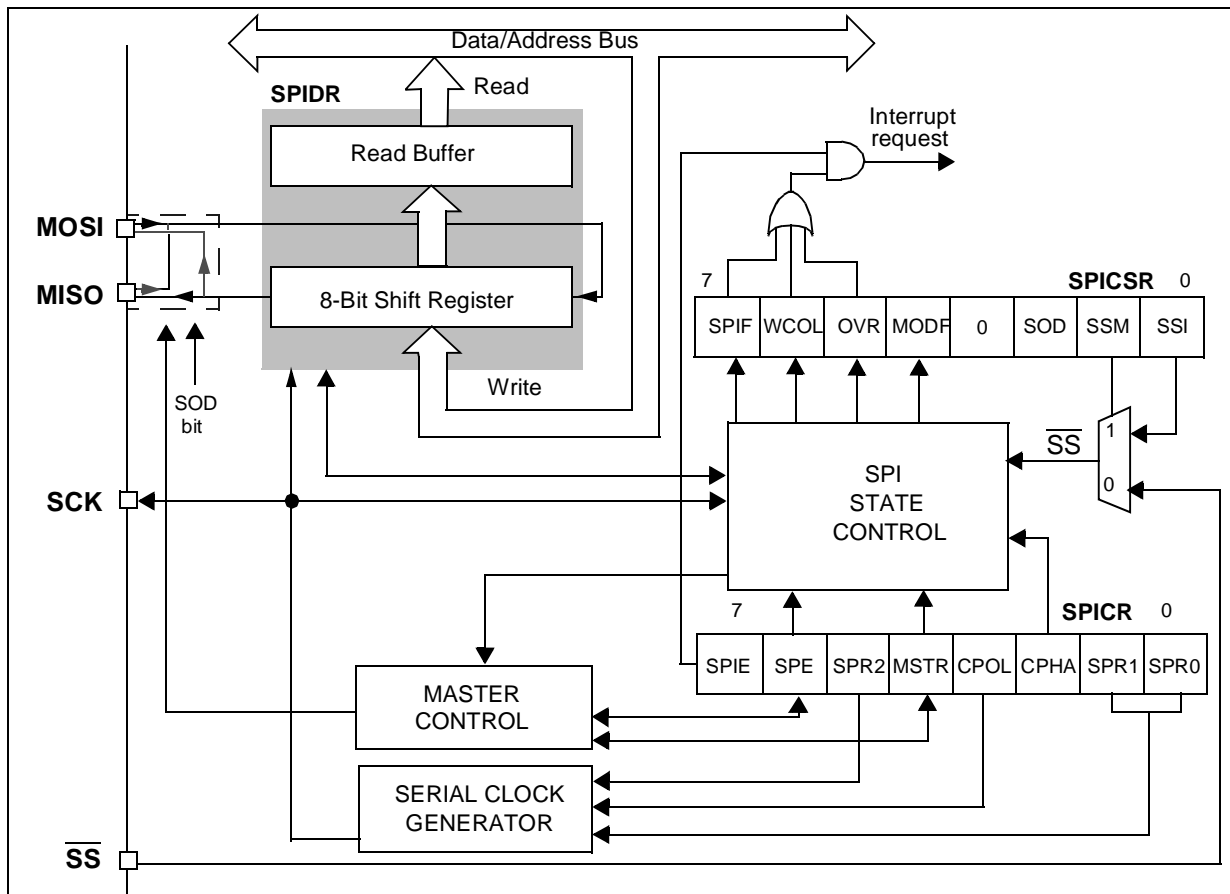 Data/Address Bus
SPIDR
Read
Read Buffer
Interrupt
request
MOSI
MISO
8-Bit Shift Register
7
SPICSR
0
SPIF
WCOL
OVR
MODF
0
SOD
SSM
SSI
Write
SOD
bit
1
SS
0
SCK
SPI
STATE
CONTROL
7
SPICR
0
SPIE
SPE
SPR2
MSTR
CPOL
CPHA
SPR1
SPR0
MASTER
CONTROL
SERIAL CLOCK
GENERATOR
SS